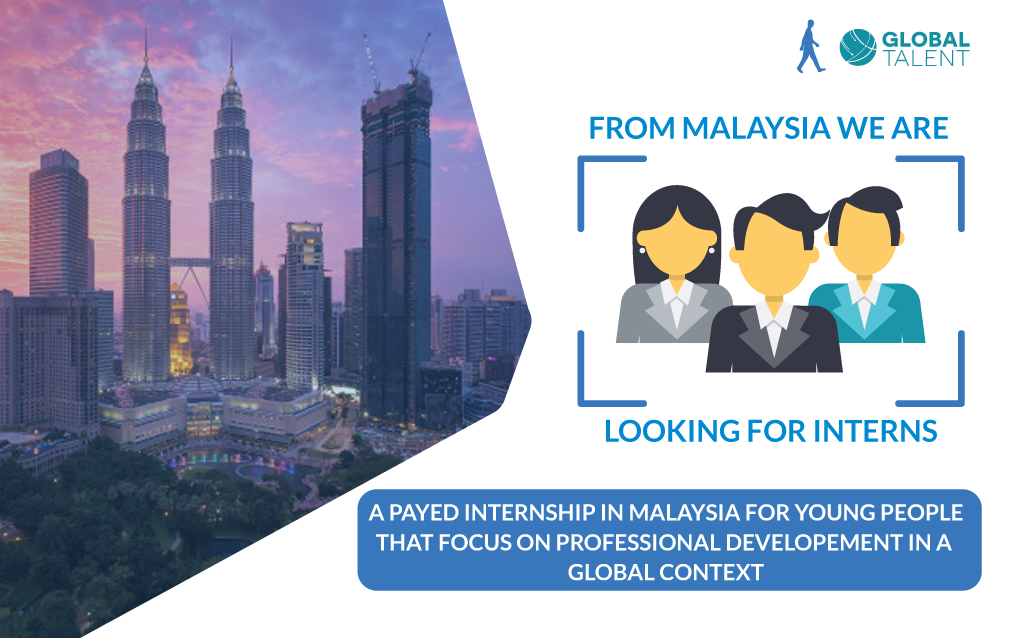 GLOBAL
TALENT
FROM MALAYSIA WE ARE
LOOKING FOR INTERNS
A PAYED INTERNSHIP IN MALAYSIA FOR YOUNG PEOPLE
THAT FOCUS ON PROFESSIONAL DEVELOPEMENT IN A
GLOBAL CONTEXT